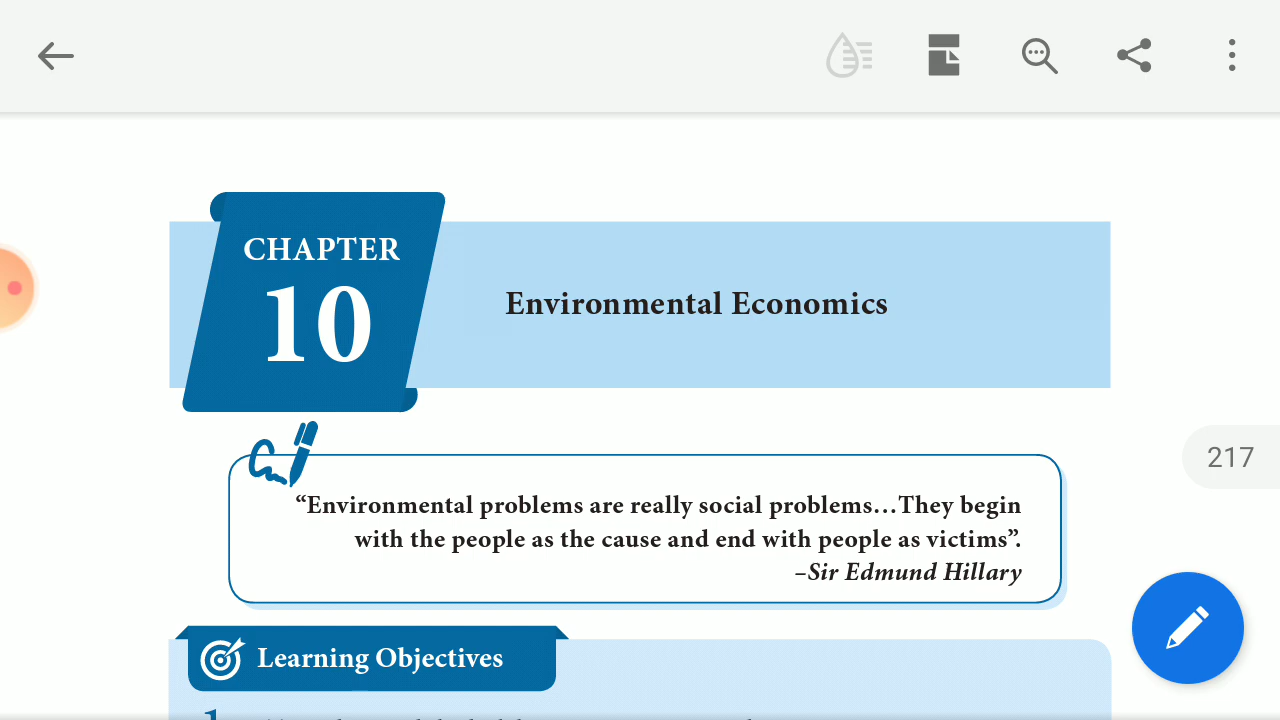 CHAPTER
10
Environmental Economics
217
“Environmental problems are really social problems…They begin
with the people as the cause and end with people as victims”.
–Sir Edmund Hillary
Learning Objectives
1